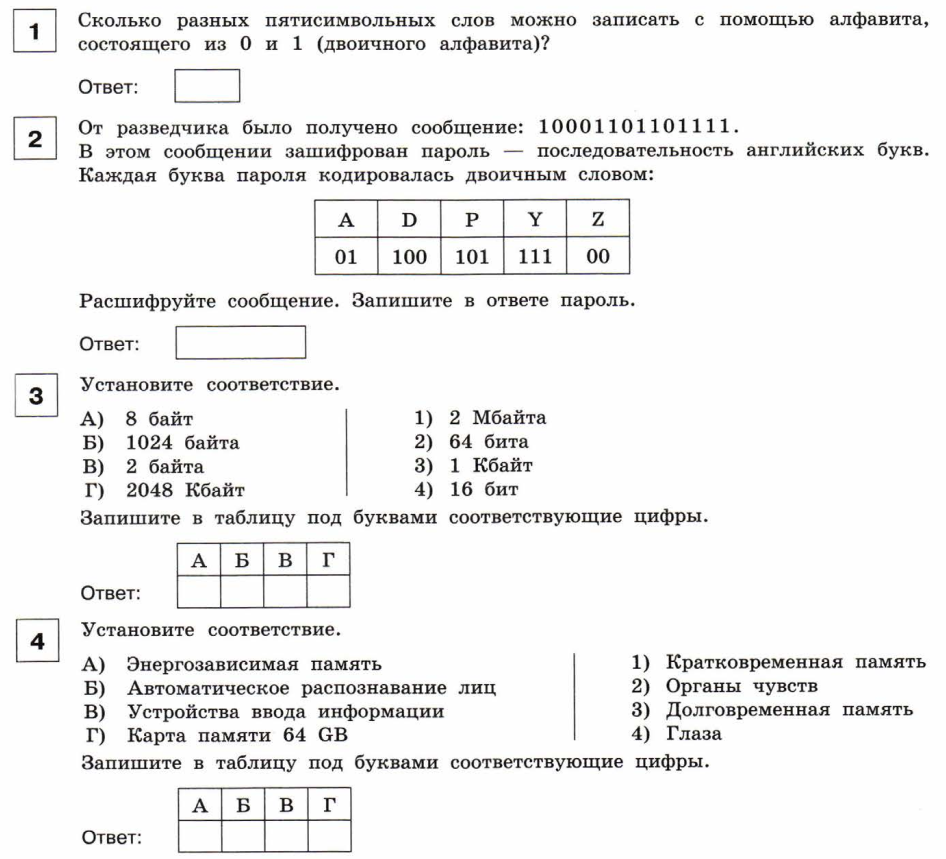 1
Сколько разных пятисимвольных слов можно записать с помощью алфавита,
состоящего из 0 и 1 (двоичного алфавита)?
Ответ:
2
От разведчика было получено сообщение: 10001101101111.
В этом сообщении зашифрован пароль — последовательность английских букв.
Каждая буква пароля кодировалась двоичным словом:
A D P Y Z
01 100 101 111 00
Расшифруйте сообщение. Запишите в ответе пароль.
Ответ:
3
Установите соответствие.
А) 8 байт 1) 2 Мбайта
Б) 1024 байта 2) 64 бита
В) 2 байта 3) 1 Кбайт
Г) 2048 Кбайт 4) 16 бит
Запишите в таблицу под буквами соответствующие цифры.
А Б В Г
Ответ:
4
Установите соответствие.
А) Энергозависимая память 1) Кратковременная память
Б) Автоматическое распознавание лиц 2) Органы чувств
В) Устройства ввода информации 3) Долговременная память
Г) Карта памяти 64 GB 4) Глаза
Запишите в таблицу под буквами соответствующие цифры.
А Б В Г
Ответ: